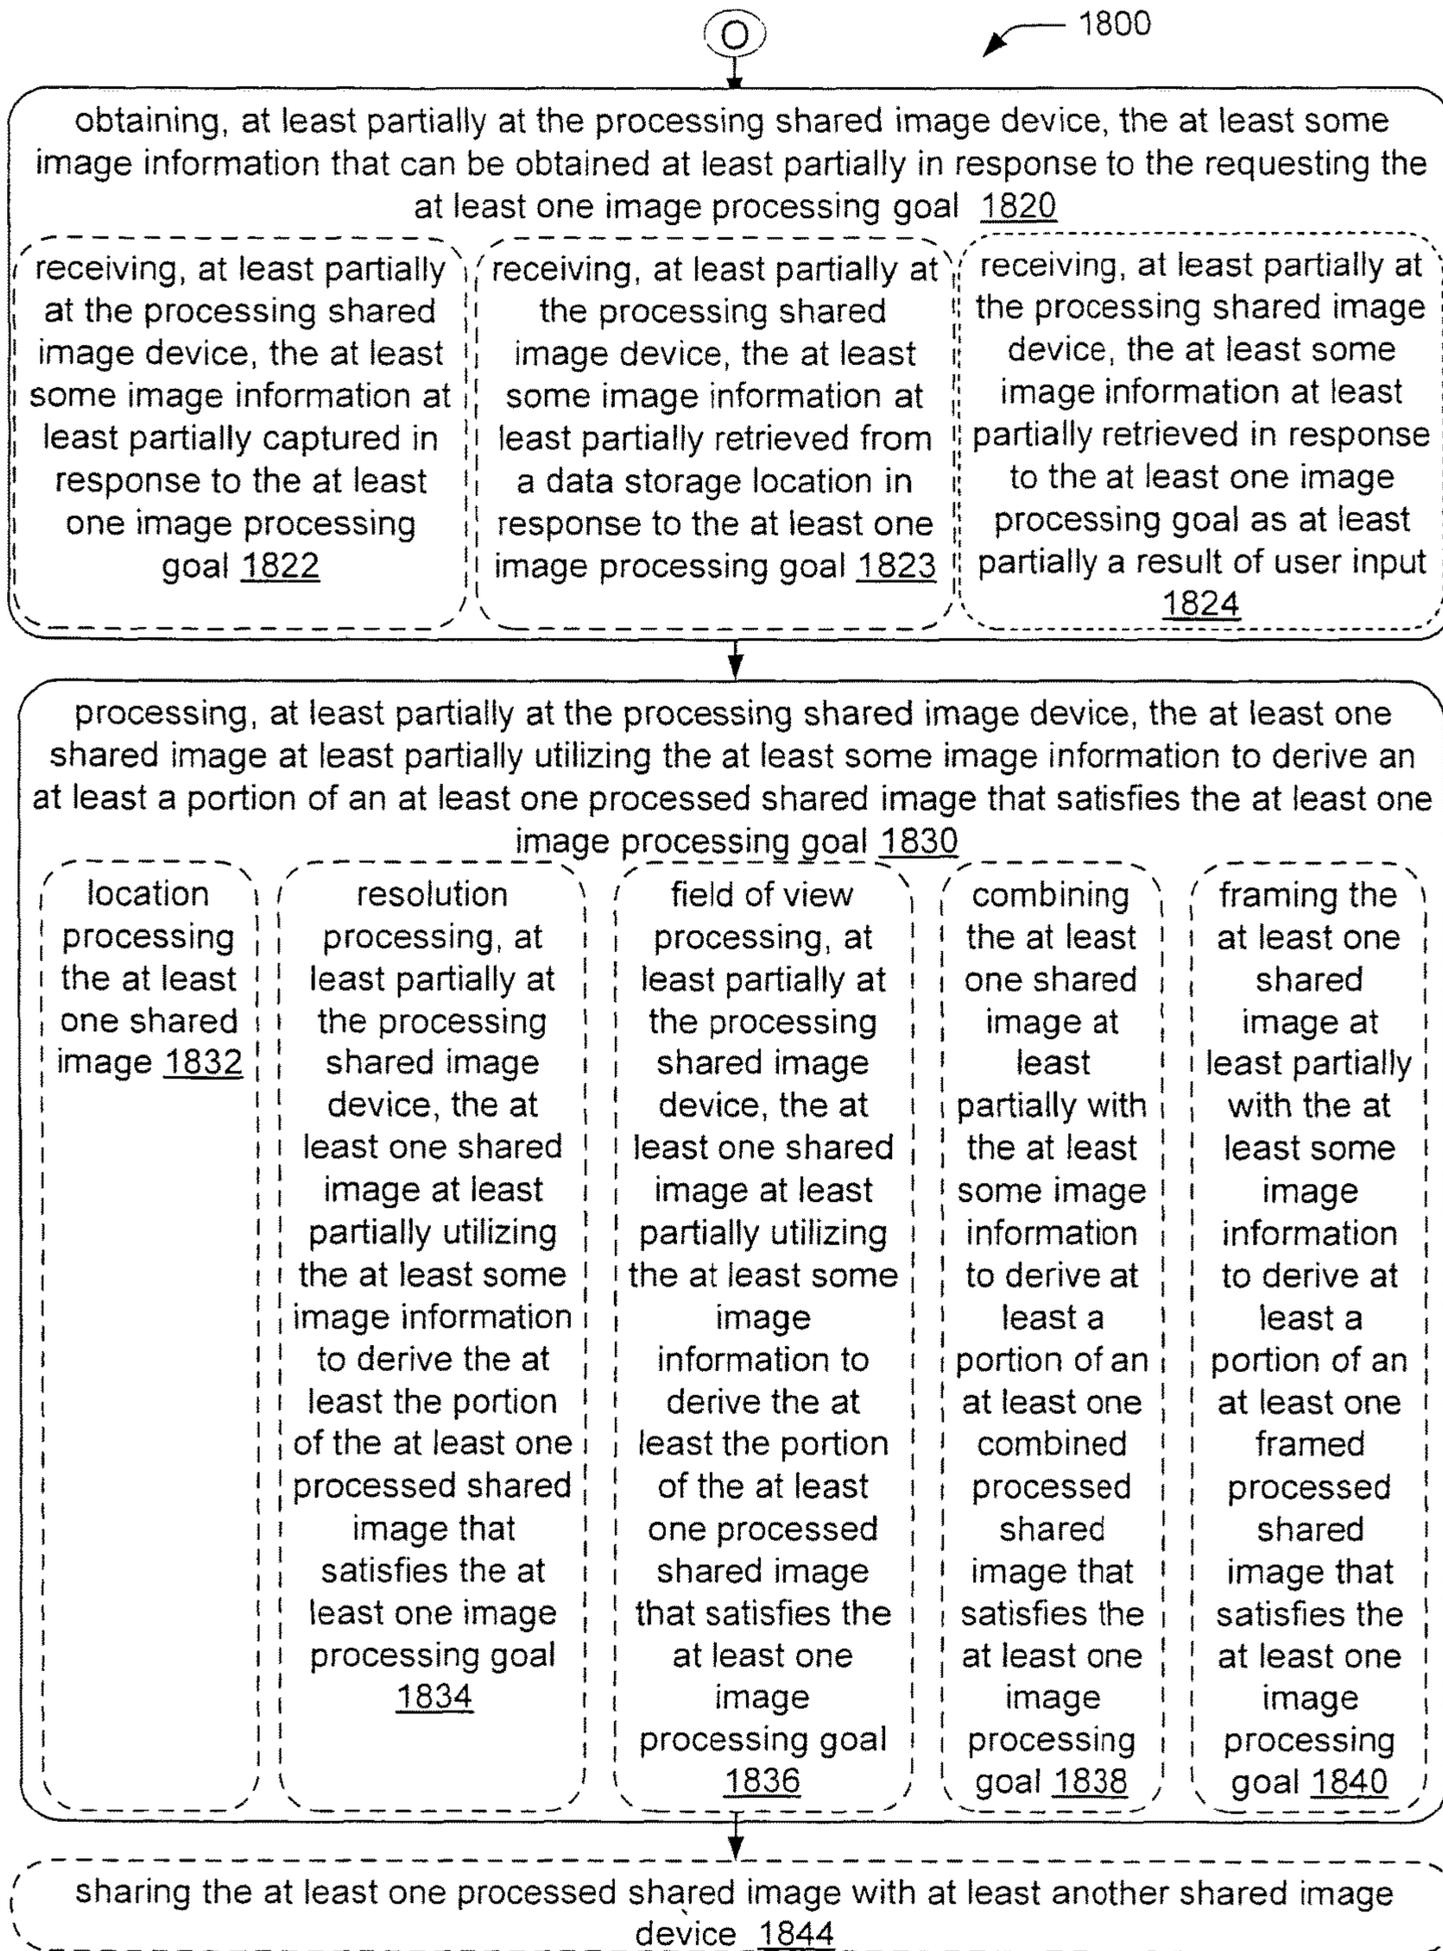 O
1800
obtaining, at least partially at the processing shared image device, the at least some
image information that can be obtained at least partially in response to the requesting the
at least one image processing goal 1820
receiving, at least partially
at the processing shared
image device, the at least
some image information at
least partially captured in
response to the at least
one image processing
goal 1822
receiving, at least partially at
the processing shared
image device, the at least
some image information at
least partially retrieved from
a data storage location in
response to the at least one
image processing goal 1823
receiving, at least partially at
the processing shared image
device, the at least some
image information at least
partially retrieved in response
to the at least one image
processing goal as at least
partially a result of user input
1824
processing, at least partially at the processing shared image device, the at least one
shared image at least partially utilizing the at least some image information to derive an
at least a portion of an at least one processed shared image that satisfies the at least one
image processing goal 1830
location
processing
the at least
one shared
image 1832
resolution
processing, at
least partially at
the processing
shared image
device, the at
least one shared
image at least
partially utilizing
the at least some
image information
to derive the at
least the portion
of the at least one
processed shared
image that
satisfies the at
least one image
processing goal
1834
field of view
processing, at
least partially at
the processing
shared image
device, the at
least one shared
image at least
partially utilizing
the at least some
image
information to
derive the at
least the portion
of the at least
one processed
shared image
that satisfies the
at least one
image
processing goal
1836
combining
the at least
one shared
image at
least
partially with
the at least
some image
information
to derive at
least a
portion of an
at least one
combined
processed
shared
image that
satisfies the
at least one
image
processing
goal 1838
framing the
at least one
shared
image at
least partially
with the at
least some
image
information
to derive at
least a
portion of an
at least one
framed
processed
shared
image that
satisfies the
at least one
image
processing
goal 1840
sharing the at least one processed shared image with at least another shared image
device 1844